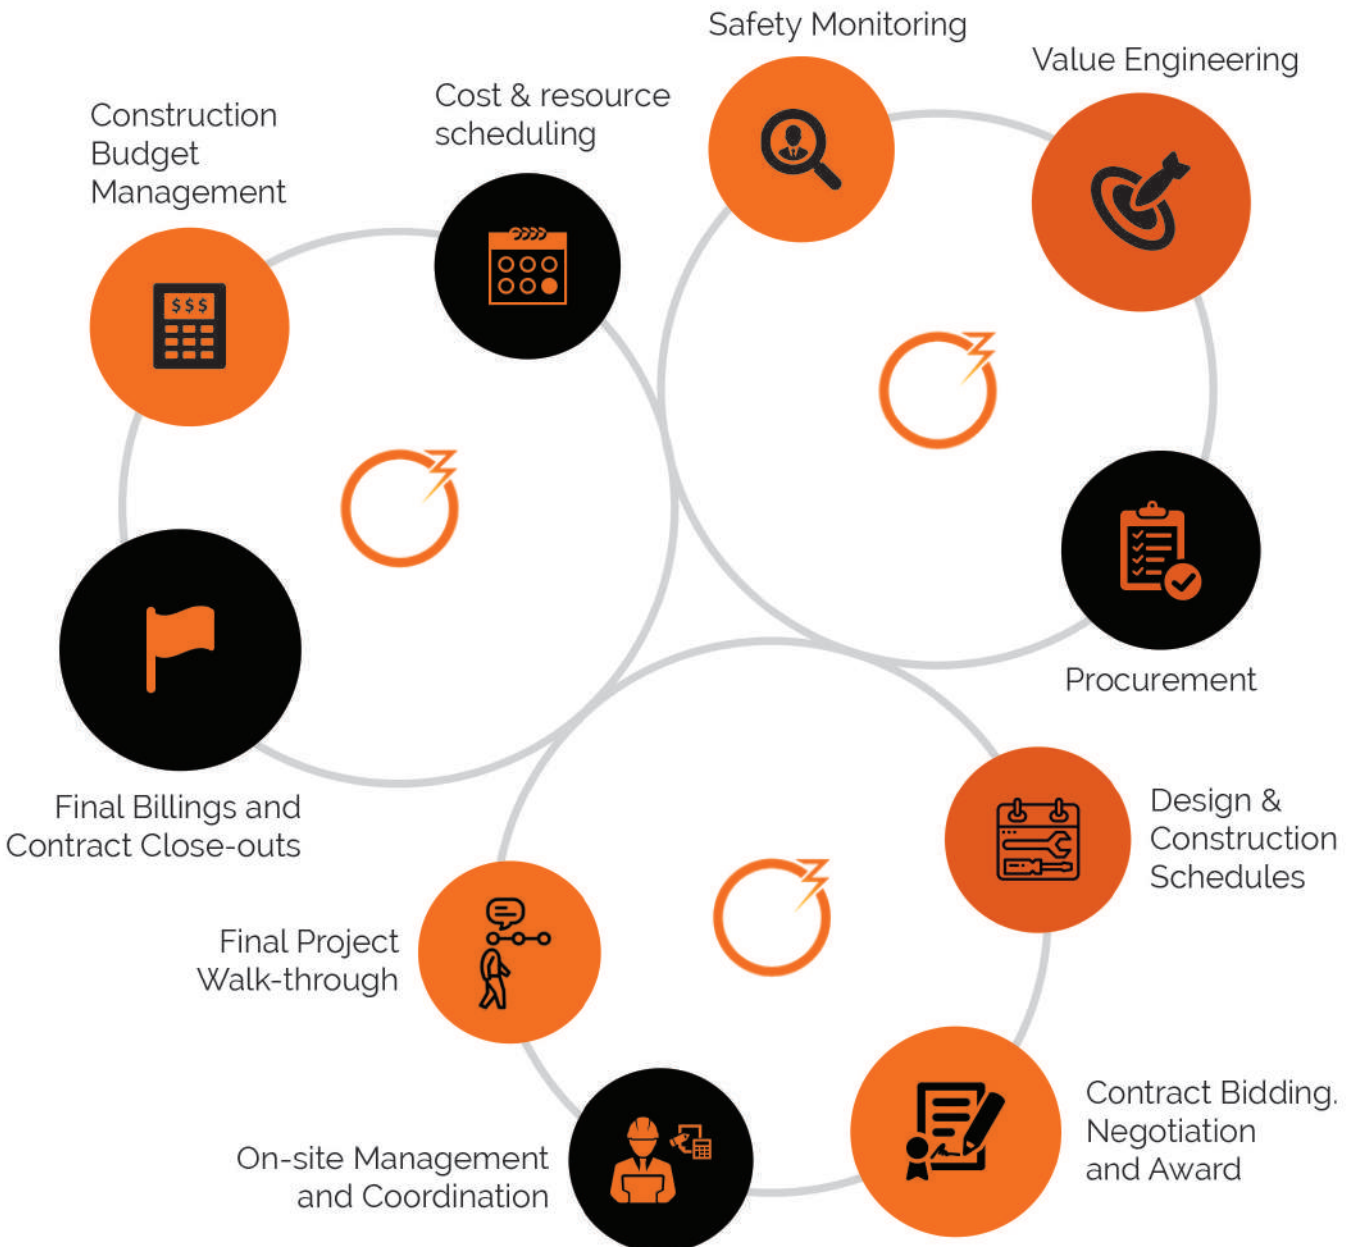 Safety Monitoring
Value Engineering
Cost & resource
scheduling
Construction
Budget
Management
$$$
Procurement
Final Billings and
Contract Close-outs
Design &
Construction
Schedules
Final Project
Walk-through
Contract Bidding.
Negotiation
and Award
On-site Management
and Coordination